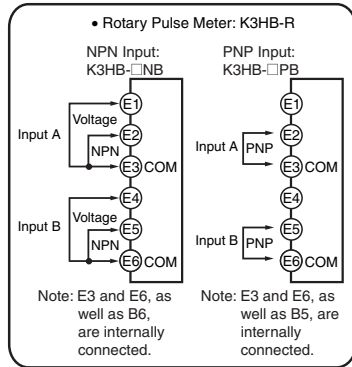 • Rotary Pulse Meter: K3HB-R
NPN Input:
K3HB-□NB
E1
Voltage
Input A
E2
NPN
E3 COM
E4
Voltage
Input B
E5
NPN
E6 COM
Note: E3 and E6, as
well as B6,
are internally
connected.
PNP Input:
K3HB-□PB
E1
E2
Input A PNP
E3 COM
E4
E5
Input B PNP
E6 COM
Note: E3 and E6, as
well as B5, are
internally
connected.